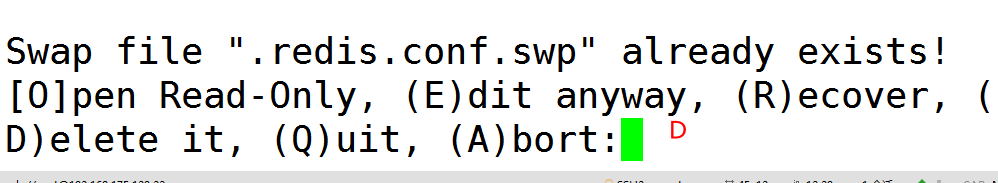 Swap file ".redis.conf.swp" already exists!
[O]pen Read-Only, (E)dit anyway, (R)ecover, (
D)elete it, (Q)uit, (A)bort: D